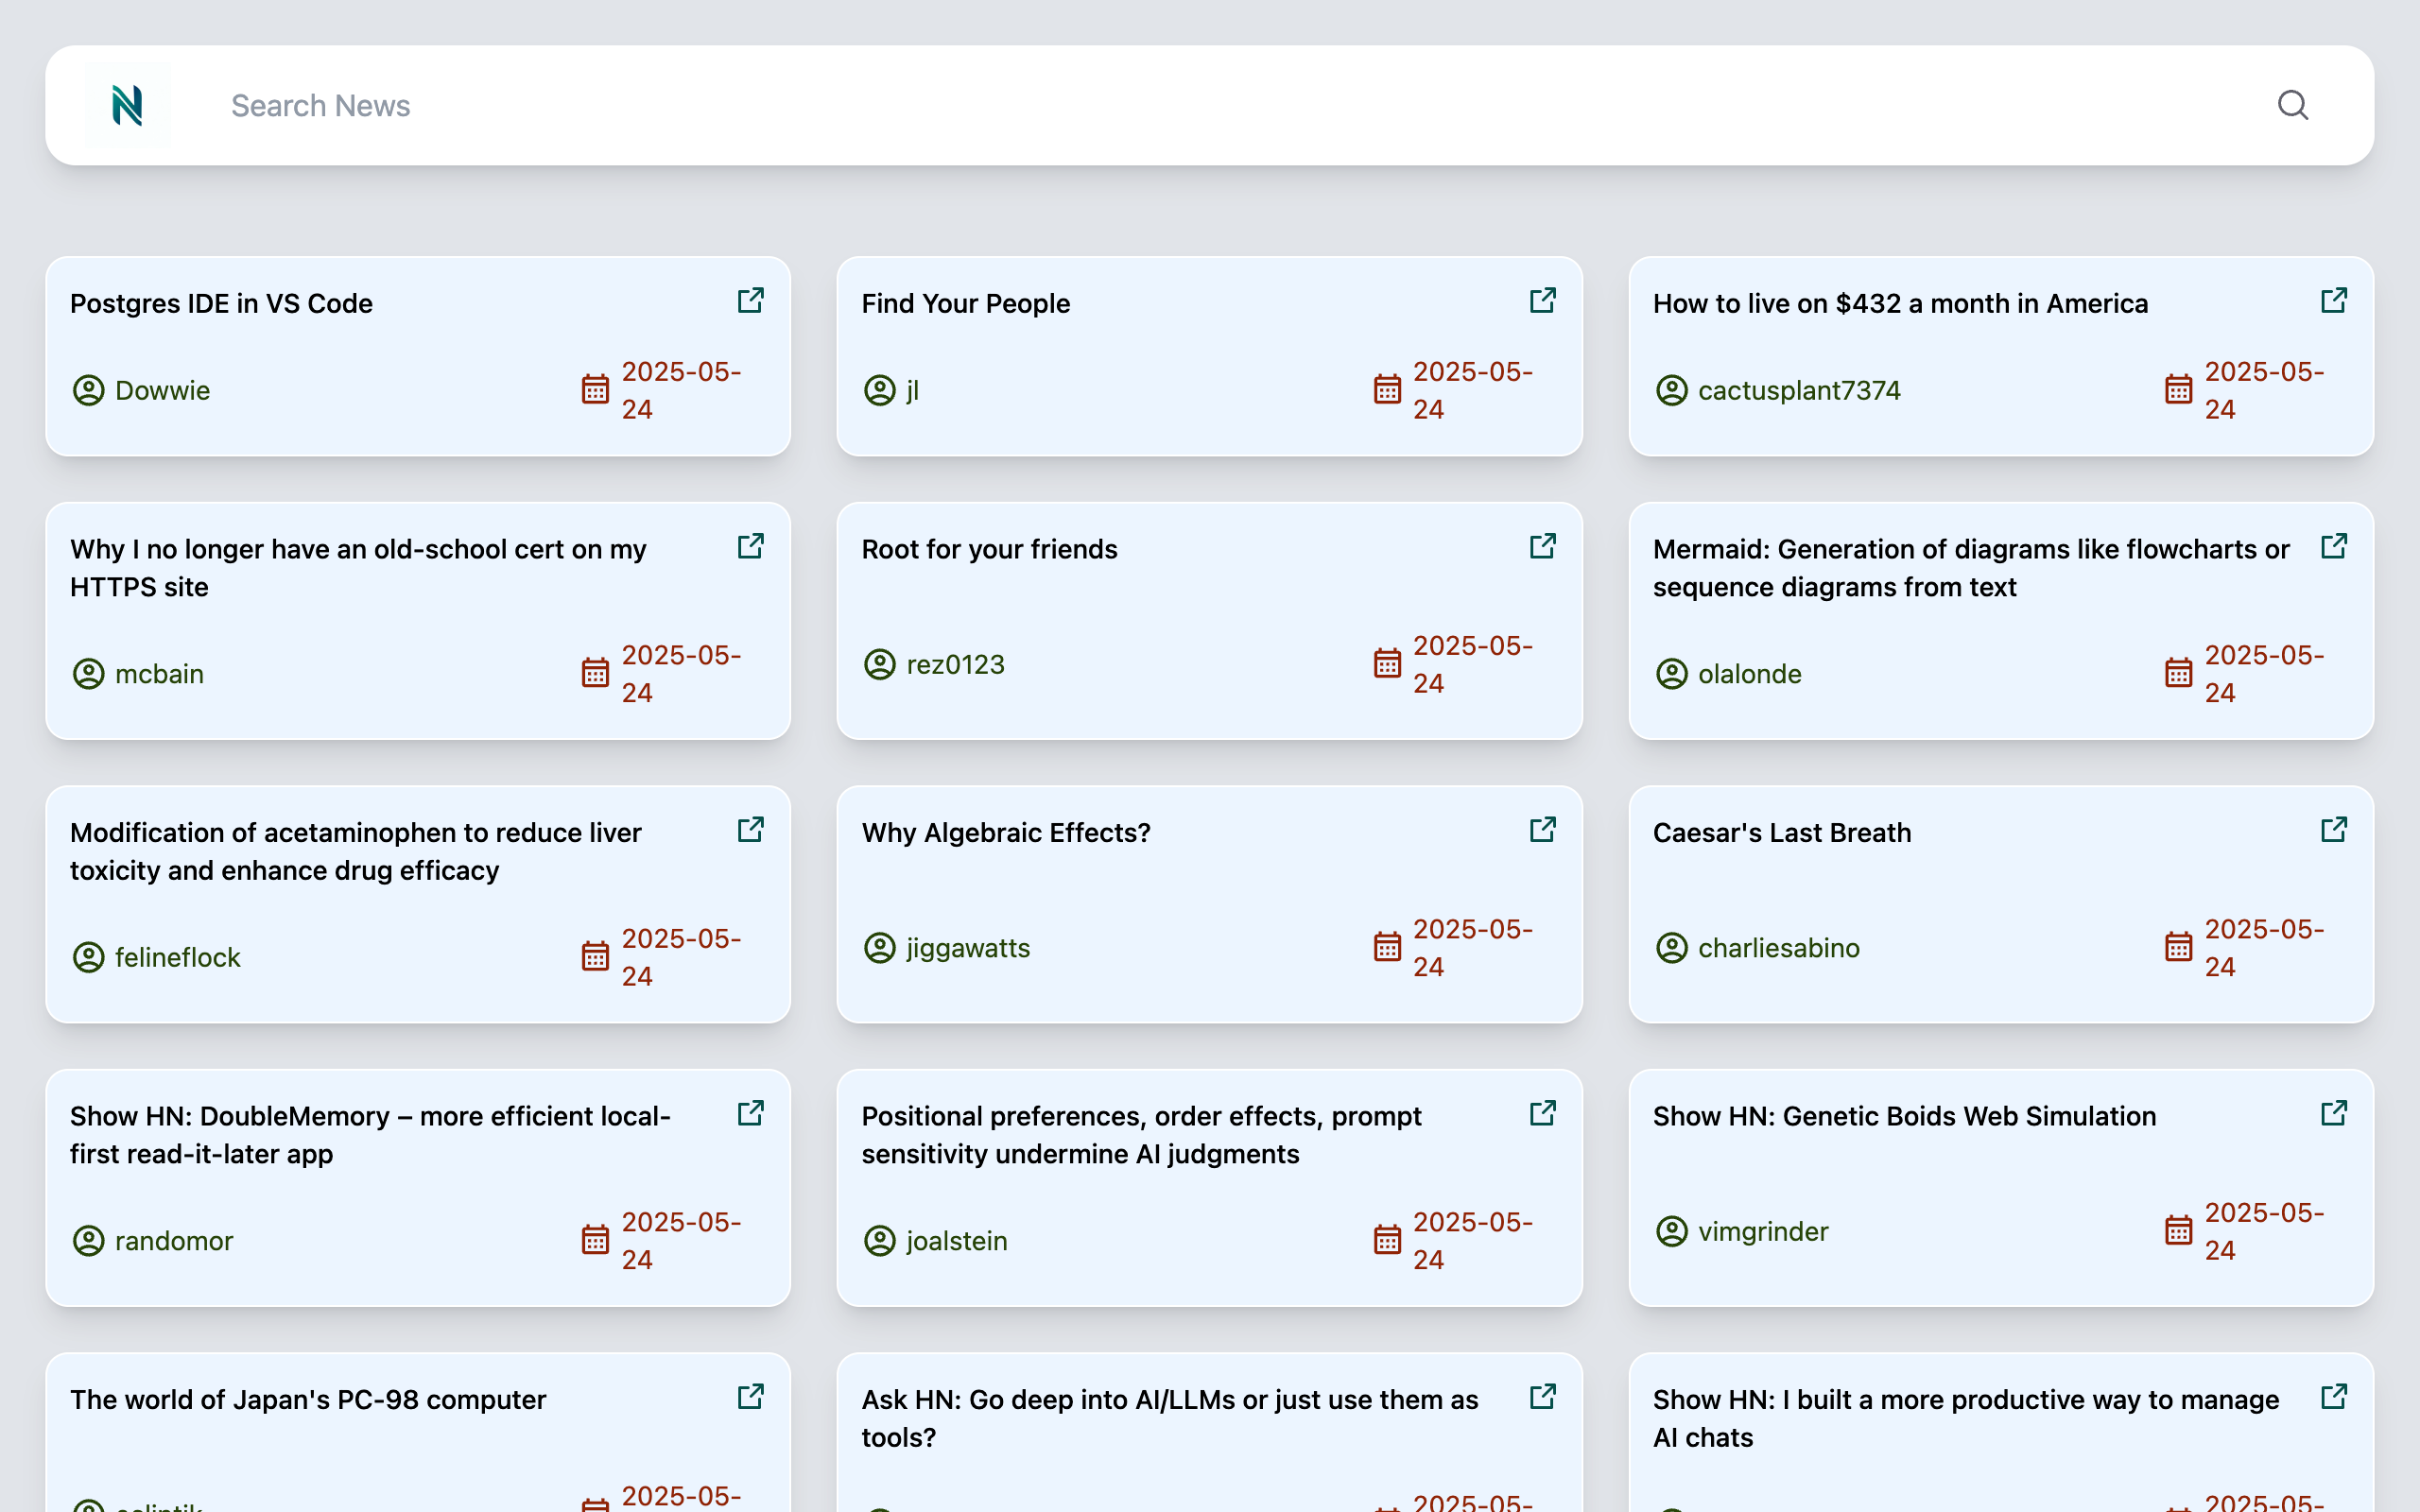 Search News
Postgres IDE in VS Code
Dowwie
2025-05-
24
Find Your People
jl
2025-05-
24
How to live on $432 a month in America
cactusplant7374
2025-05-
24
Why I no longer have an old-school cert on my
HTTPS site
mcbain
2025-05-
24
Root for your friends
rez0123
2025-05-
24
Mermaid: Generation of diagrams like flowcharts or
sequence diagrams from text
olalonde
2025-05-
24
Modification of acetaminophen to reduce liver
toxicity and enhance drug efficacy
felineflock
2025-05-
24
Why Algebraic Effects?
jiggawatts
2025-05-
24
Caesar's Last Breath
charliesabino
2025-05-
24
Show HN: DoubleMemory – more efficient local-
first read-it-later app
randomor
2025-05-
24
Positional preferences, order effects, prompt
sensitivity undermine AI judgments
joalstein
2025-05-
24
Show HN: Genetic Boids Web Simulation
vimgrinder
2025-05-
24
The world of Japan's PC-98 computer
2025-05-
Ask HN: Go deep into AI/LLMs or just use them as
tools?
2025-05-
Show HN: I built a more productive way to manage
AI chats
2025-05-